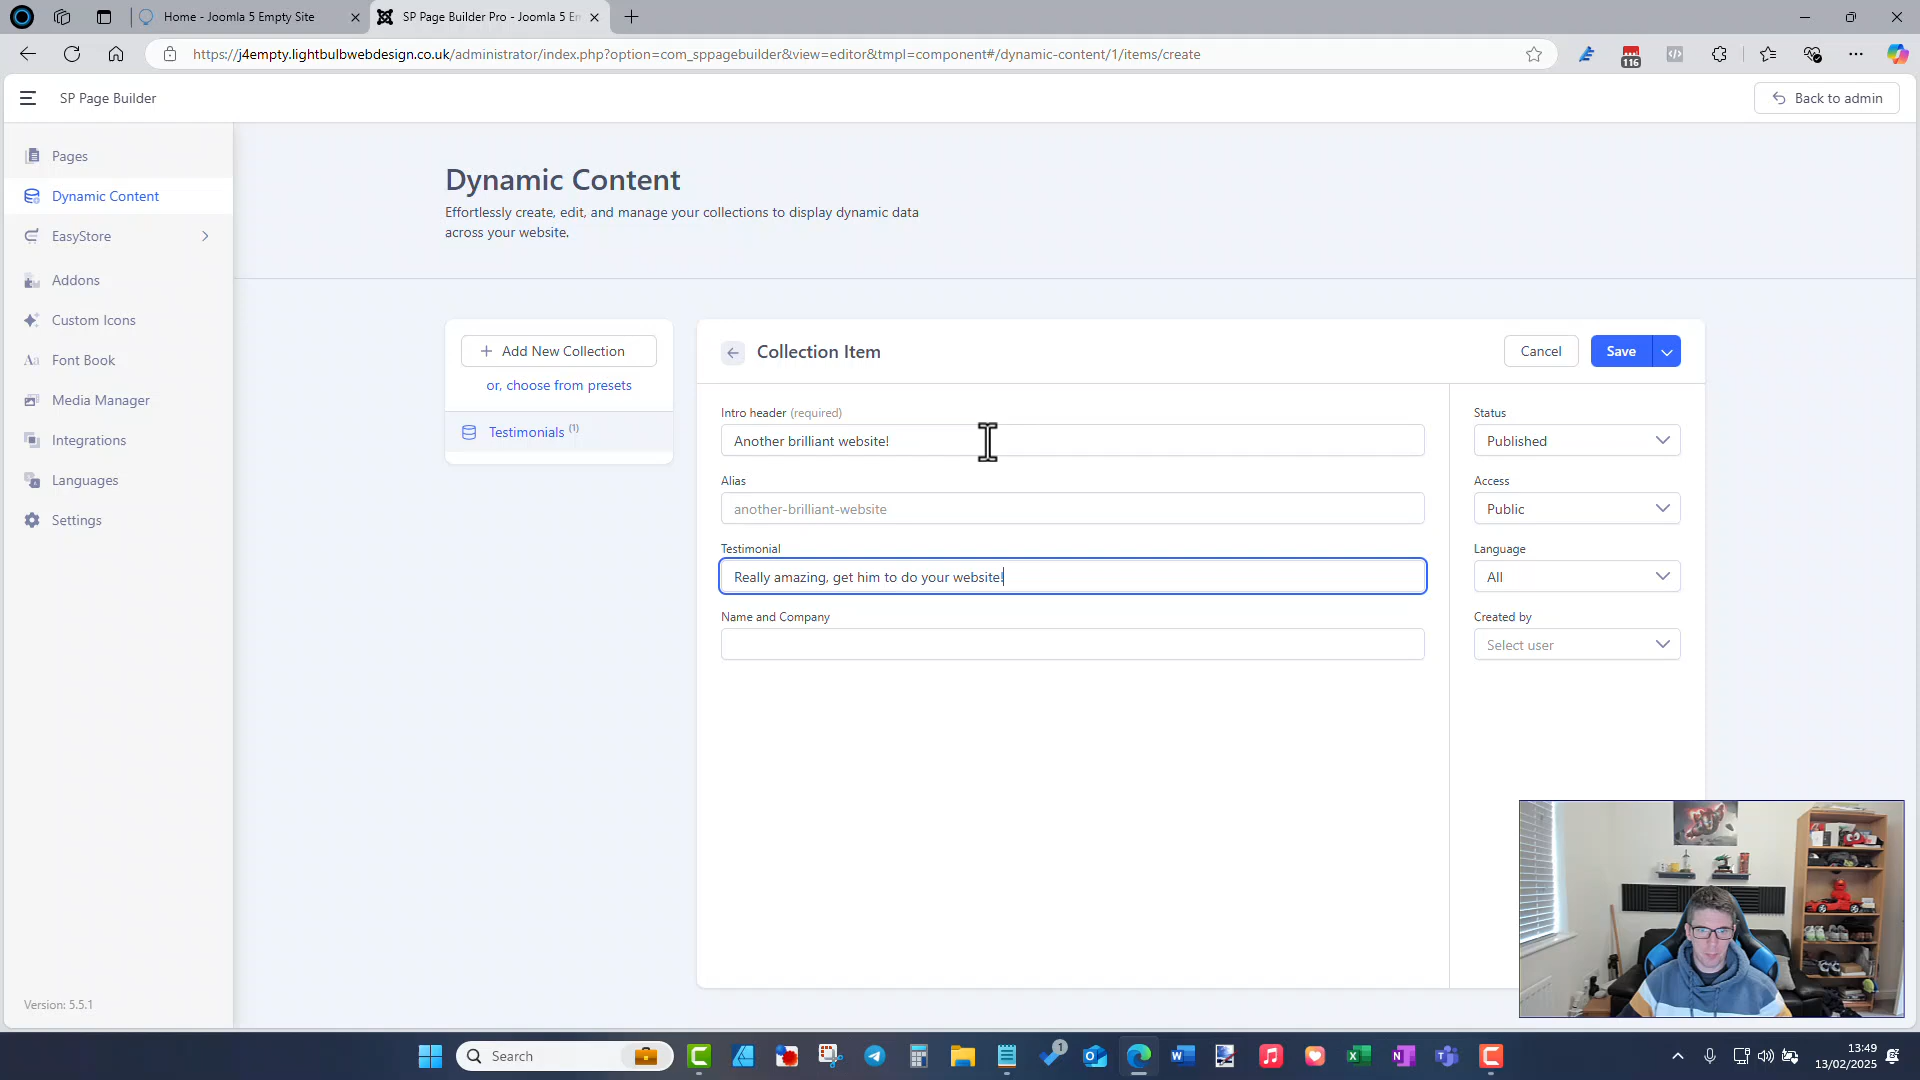 Home - Joomla 5 Empty Site
SP Page Builder Pro - Joomla 5 En
https://j4empty.lightbulbwebdesign.co.uk/administrator/index.php?option=com_sppagebuilder&view=editor&tmpl=component#/dynamic-content/1/items/create
116
SP Page Builder
Back to admin
Pages
Dynamic Content
EasyStore
Addons
Custom Icons
Aa Font Book
Media Manager
Integrations
Languages
Settings
Version: 5.5.1
Dynamic Content
Effortlessly create, edit, and manage your collections to display dynamic data
across your website.
+ Add New Collection
or, choose from presets
Testimonials (1)
Collection Item
Cancel
Save
Intro header (required)
Another brilliant website!
Alias
another-brilliant-website
Testimonial
Really amazing, get him to do your website!
Name and Company
Status
Published
Access
Public
Language
All
Created by
Select user
Search
1
13:49
13/02/2025